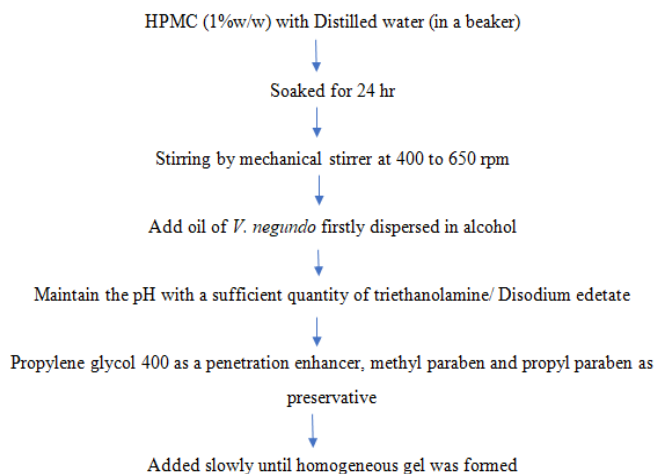 HPMC (1%w/w) with Distilled water (in a beaker)
Soaked for 24 hr
Stirring by mechanical stirrer at 400 to 650 rpm
Add oil of V. negundo firstly dispersed in alcohol
Maintain the pH with a sufficient quantity of triethanolamine/ Disodium edetate
Propylene glycol 400 as a penetration enhancer, methyl paraben and propyl paraben as
preservative
Added slowly until homogeneous gel was formed